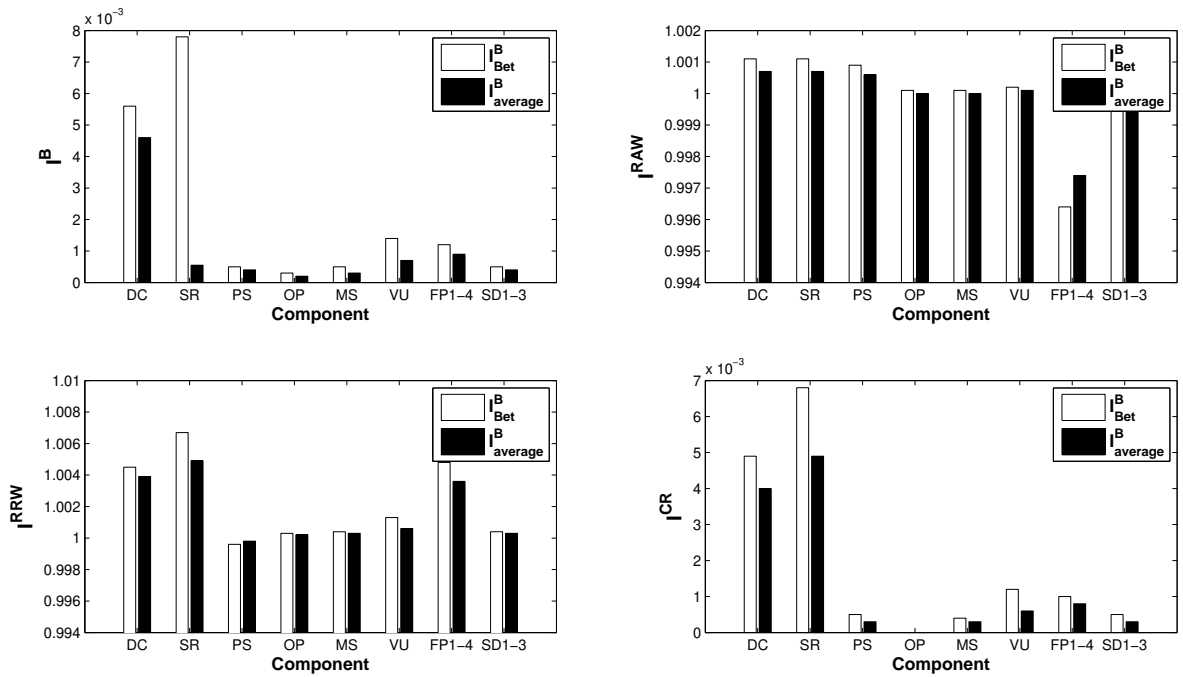 x 10⁻³
8
7
6
5
4
3
2
1
0
I^B
DC SR PS OP MS VU FP1−4 SD1−3
Component
I^B_Bet
I^B_average
1.002
1.001
1
0.999
0.998
0.997
0.996
0.995
0.994
I^RAW
DC SR PS OP MS VU FP1−4 SD1−3
Component
I^B_Bet
I^B_average
1.01
1.008
1.006
1.004
1.002
1
0.998
0.996
0.994
I^RRW
DC SR PS OP MS VU FP1−4 SD1−3
Component
I^B_Bet
I^B_average
x 10⁻³
7
6
5
4
3
2
1
0
I^CR
DC SR PS OP MS VU FP1−4 SD1−3
Component
I^B_Bet
I^B_average